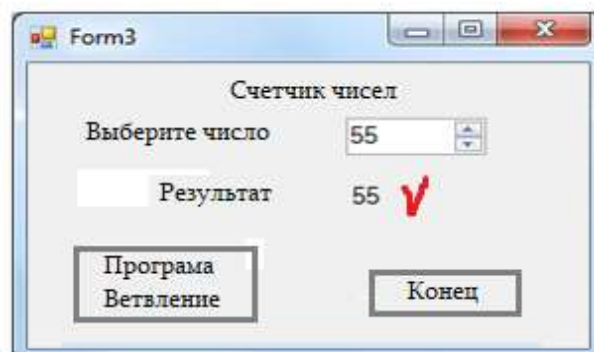 Form3
Счетчик чисел
Выберите число 55
Результат 55
Програма
Ветвление
Конец